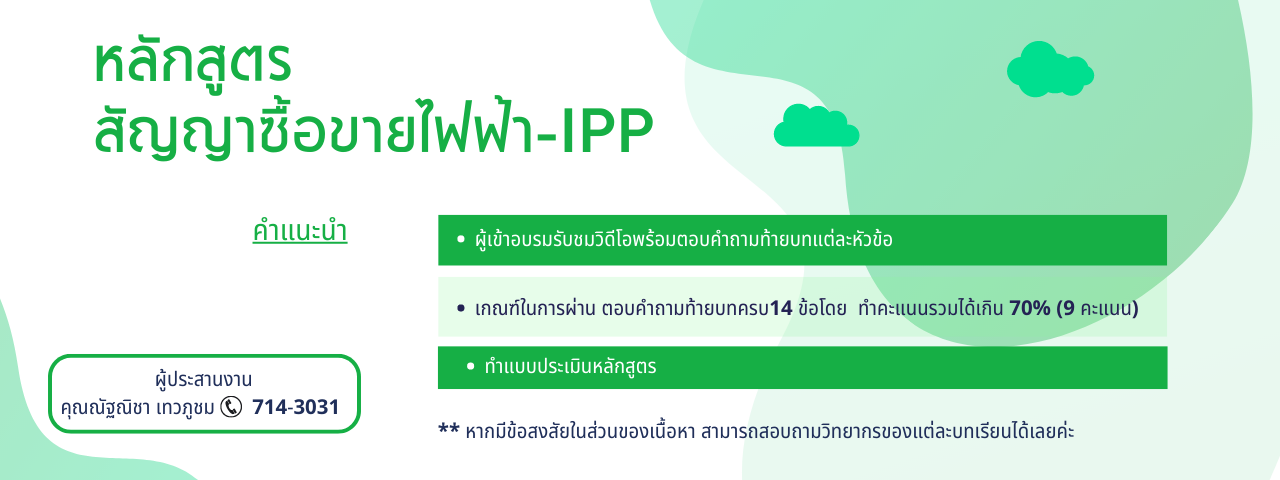 หลักสูตร
สัญญาซื้อขายไฟฟ้า-IPP
คำแนะนำ
• ผู้เข้าอบรมรับชมวิดีโอพร้อมตอบคำถามท้ายบทแต่ละหัวข้อ
• เกณฑ์ในการผ่าน ตอบคำถามท้ายบทครบ14 ข้อโดย ทำคะแนนรวมได้เกิน 70% (9 คะแนน)
• ทำแบบประเมินหลักสูตร
ผู้ประสานงาน
คุณณัฐณิชา เทวภูชม 714-3031
** หากมีข้อสงสัยในส่วนของเนื้อหา สามารถสอบถามวิทยากรของแต่ละบทเรียนได้เลยค่ะ